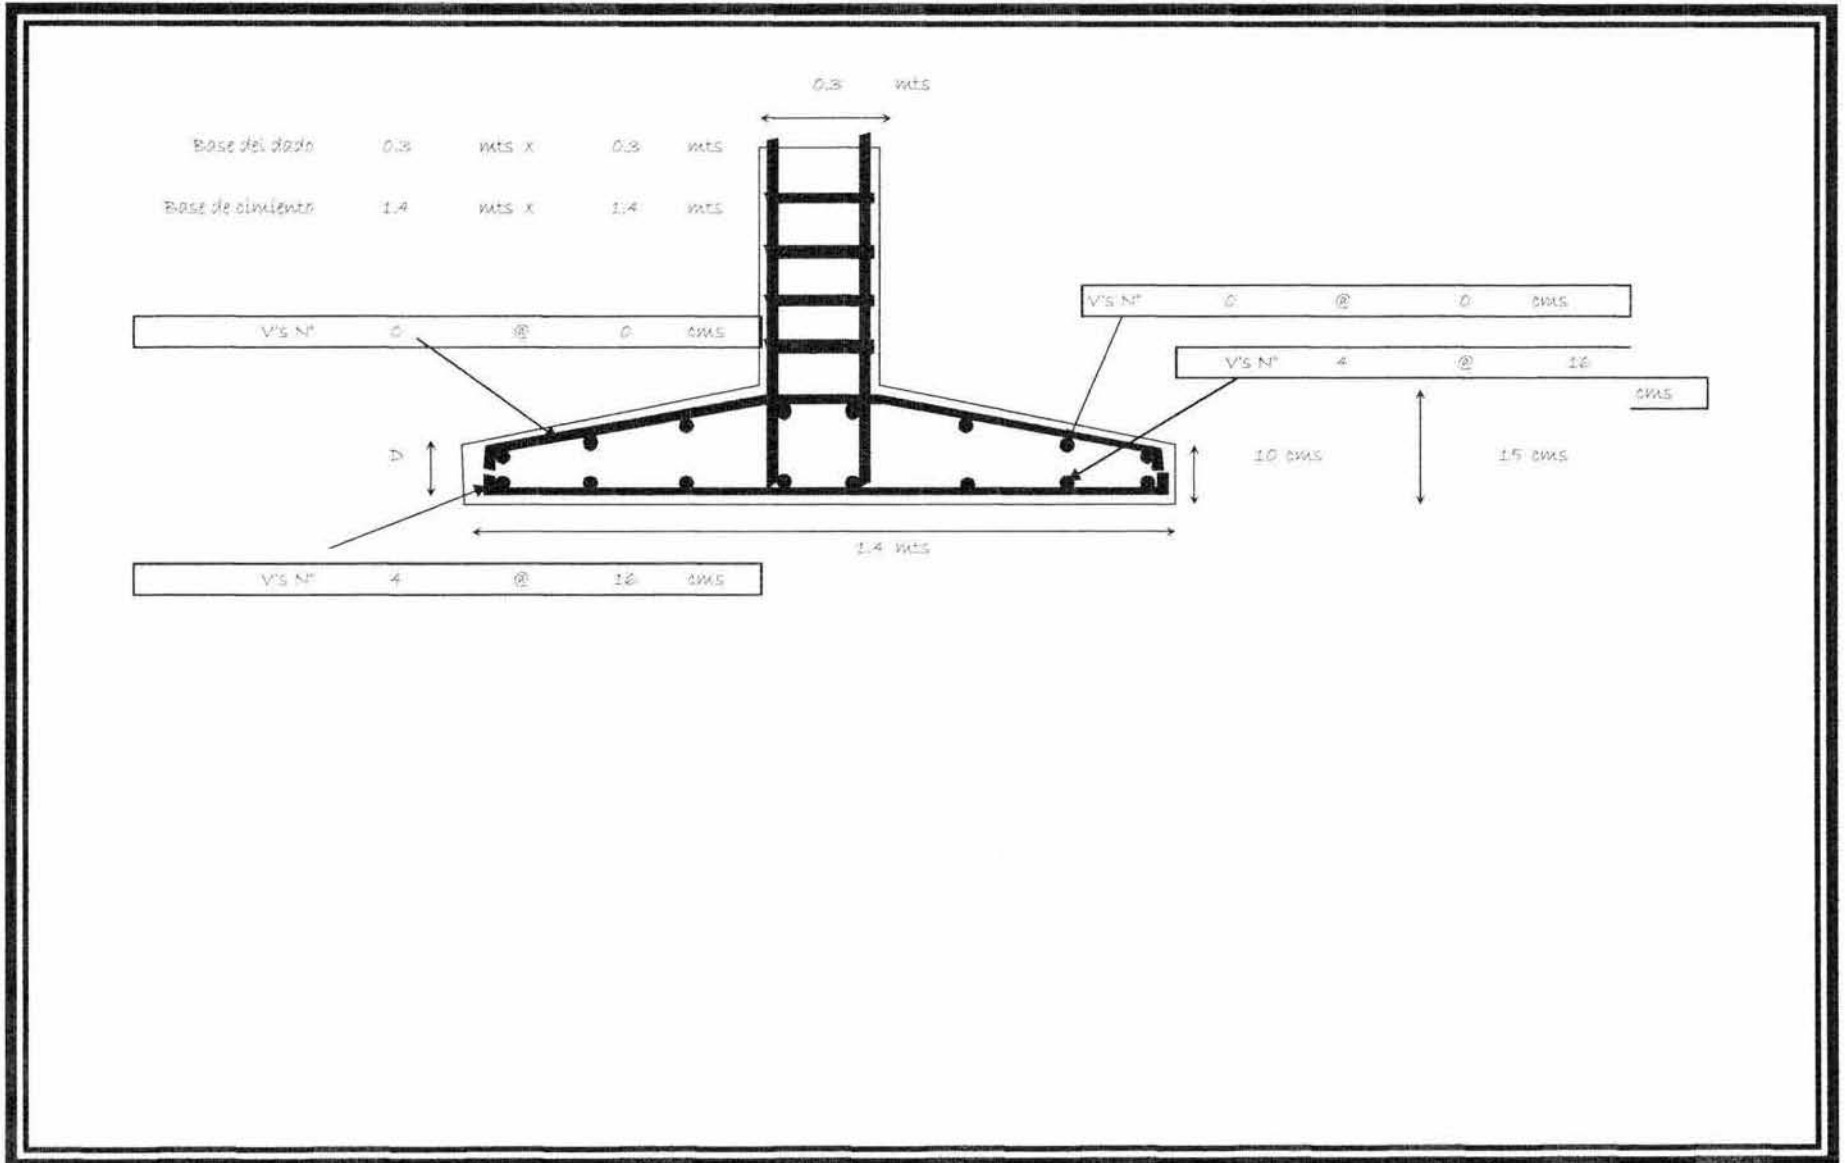 0.3 mts
Base del dado 0.3 mts x 0.3 mts
Base de cimiento 1.4 mts x 1.4 mts
V's N° 0 @ 0 cms
V's N° 0 @ 0 cms
V's N° 4 @ 16
cms
D
10 cms
15 cms
1.4 mts
V's N° 4 @ 16 cms